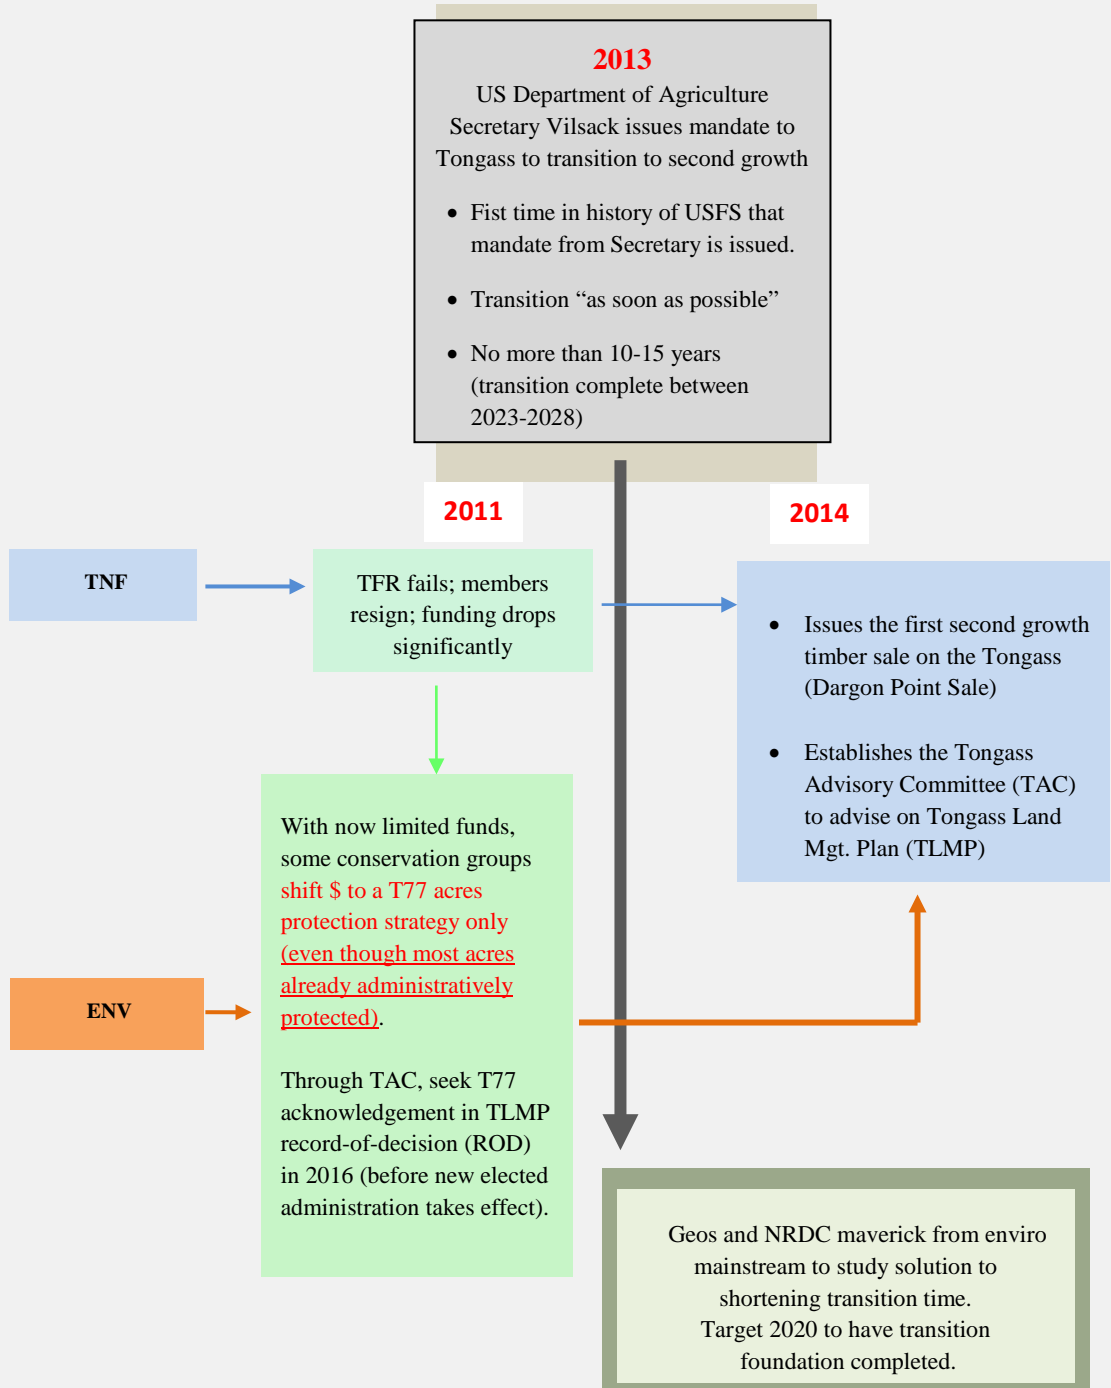 2013
US Department of Agriculture
Secretary Vilsack issues mandate to
Tongass to transition to second growth
• Fist time in history of USFS that
mandate from Secretary is issued.
• Transition “as soon as possible”
• No more than 10-15 years
(transition complete between
2023-2028)
2011
2014
TNF
TFR fails; members
resign; funding drops
significantly
• Issues the first second growth
timber sale on the Tongass
(Dargon Point Sale)
• Establishes the Tongass
Advisory Committee (TAC)
to advise on Tongass Land
Mgt. Plan (TLMP)
ENV
With now limited funds,
some conservation groups
shift $ to a T77 acres
protection strategy only
(even though most acres
already administratively
protected).
Through TAC, seek T77
acknowledgement in TLMP
record-of-decision (ROD)
in 2016 (before new elected
administration takes effect).
Geos and NRDC maverick from enviro
mainstream to study solution to
shortening transition time.
Target 2020 to have transition
foundation completed.